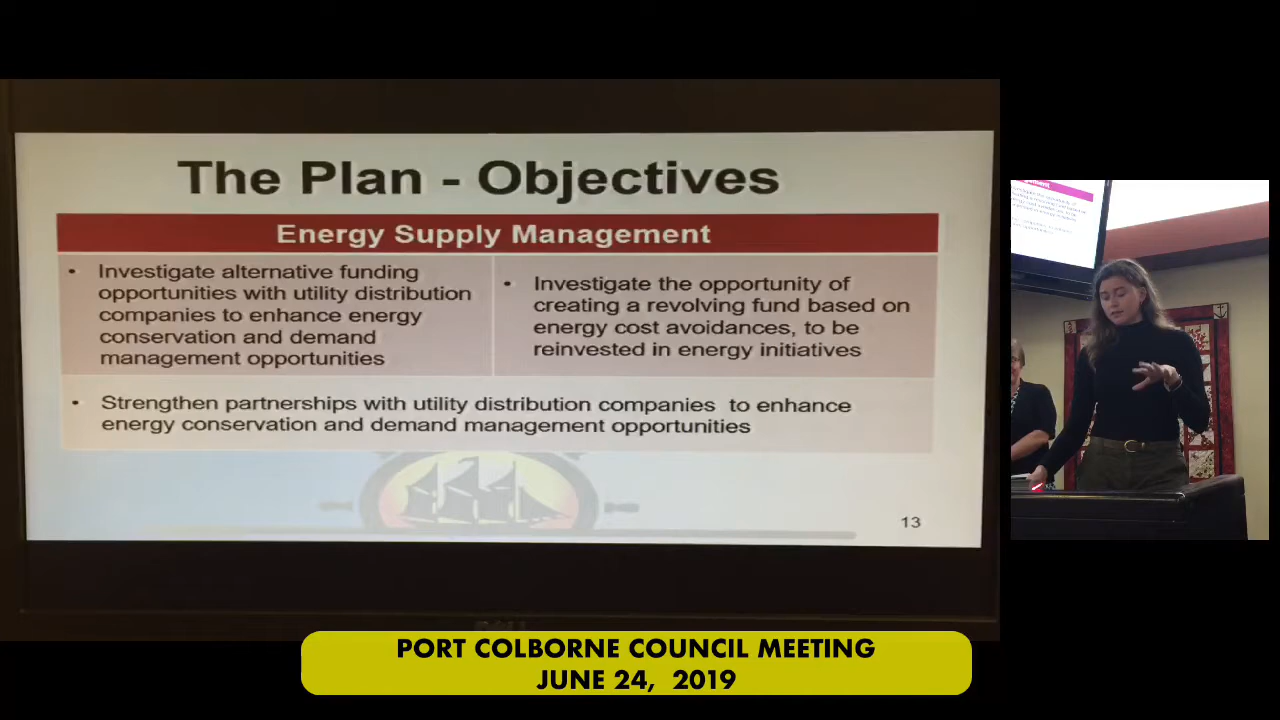 The Plan - Objectives
Energy Supply Management
• Investigate alternative funding
opportunities with utility distribution
companies to enhance energy
conservation and demand
management opportunities
• Investigate the opportunity of
creating a revolving fund based on
energy cost avoidances, to be
reinvested in energy initiatives
• Strengthen partnerships with utility distribution companies to enhance
energy conservation and demand management opportunities
13
PORT COLBORNE COUNCIL MEETING
JUNE 24, 2019